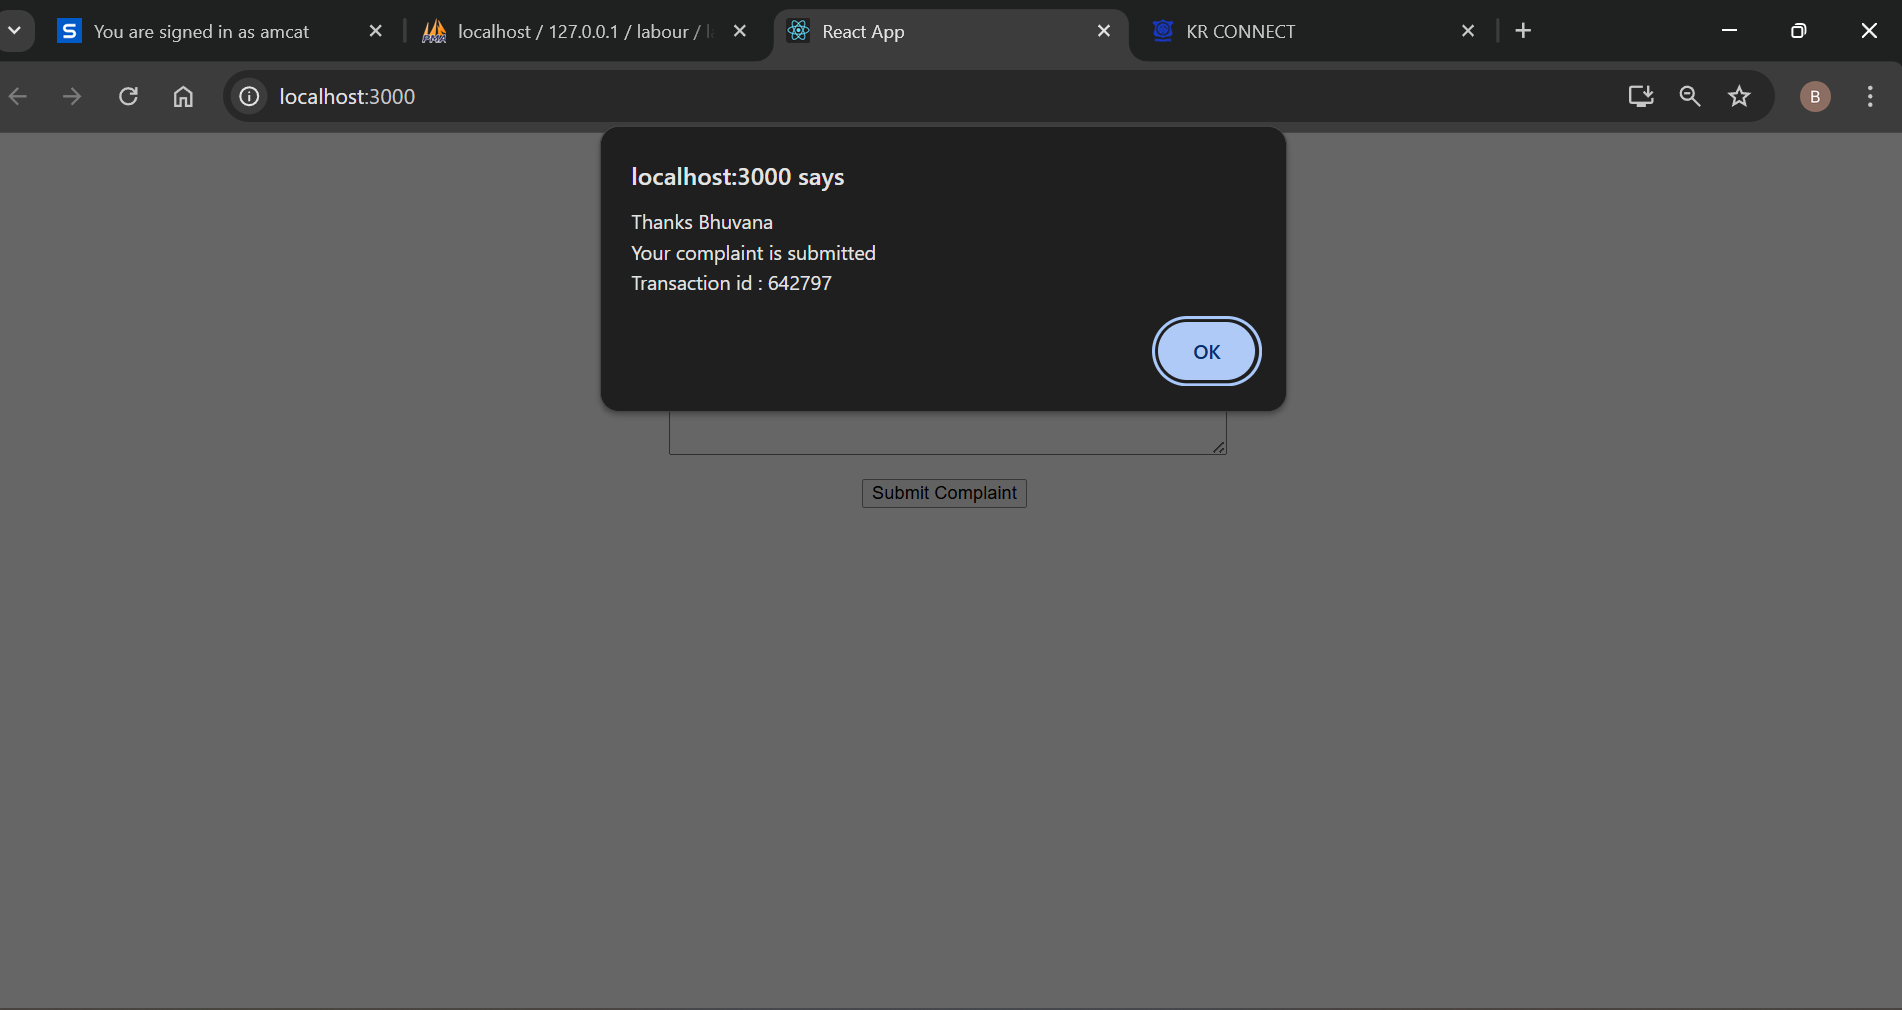 You are signed in as amcat
localhost / 127.0.0.1 / labour /
React App
KR CONNECT
localhost:3000
B
localhost:3000 says
Thanks Bhuvana
Your complaint is submitted
Transaction id : 642797
OK
Submit Complaint